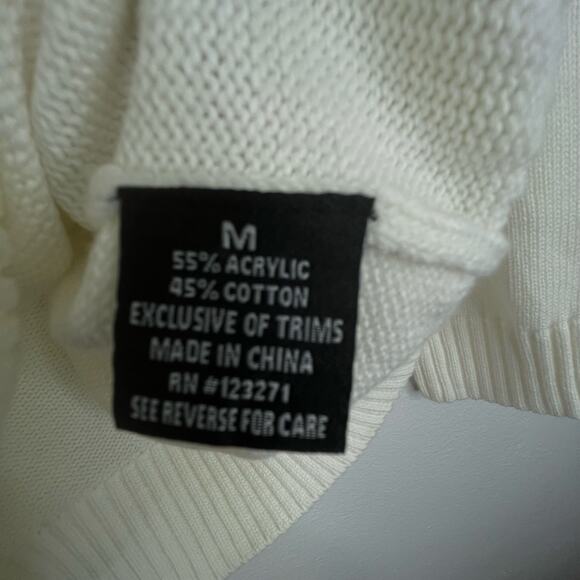 M
55% ACRYLIC
45% COTTON
EXCLUSIVE OF TRIMS
MADE IN CHINA
RN #123271
SEE REVERSE FOR CARE